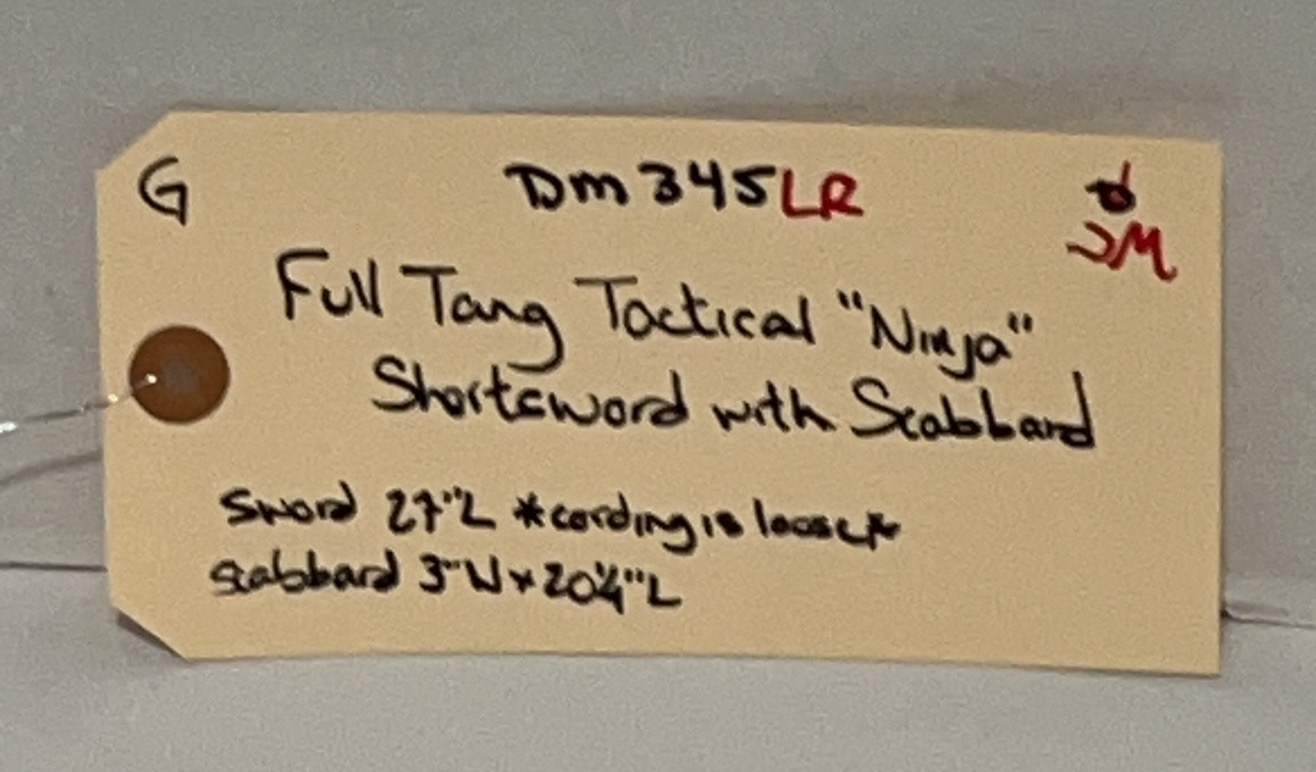 G DM345LR
JM
Full Tang Tactical "Ninja"
Shortsword with Scabbard
Sword 27"L *cording is loose*
Scabbard 3"W x 20¼"L